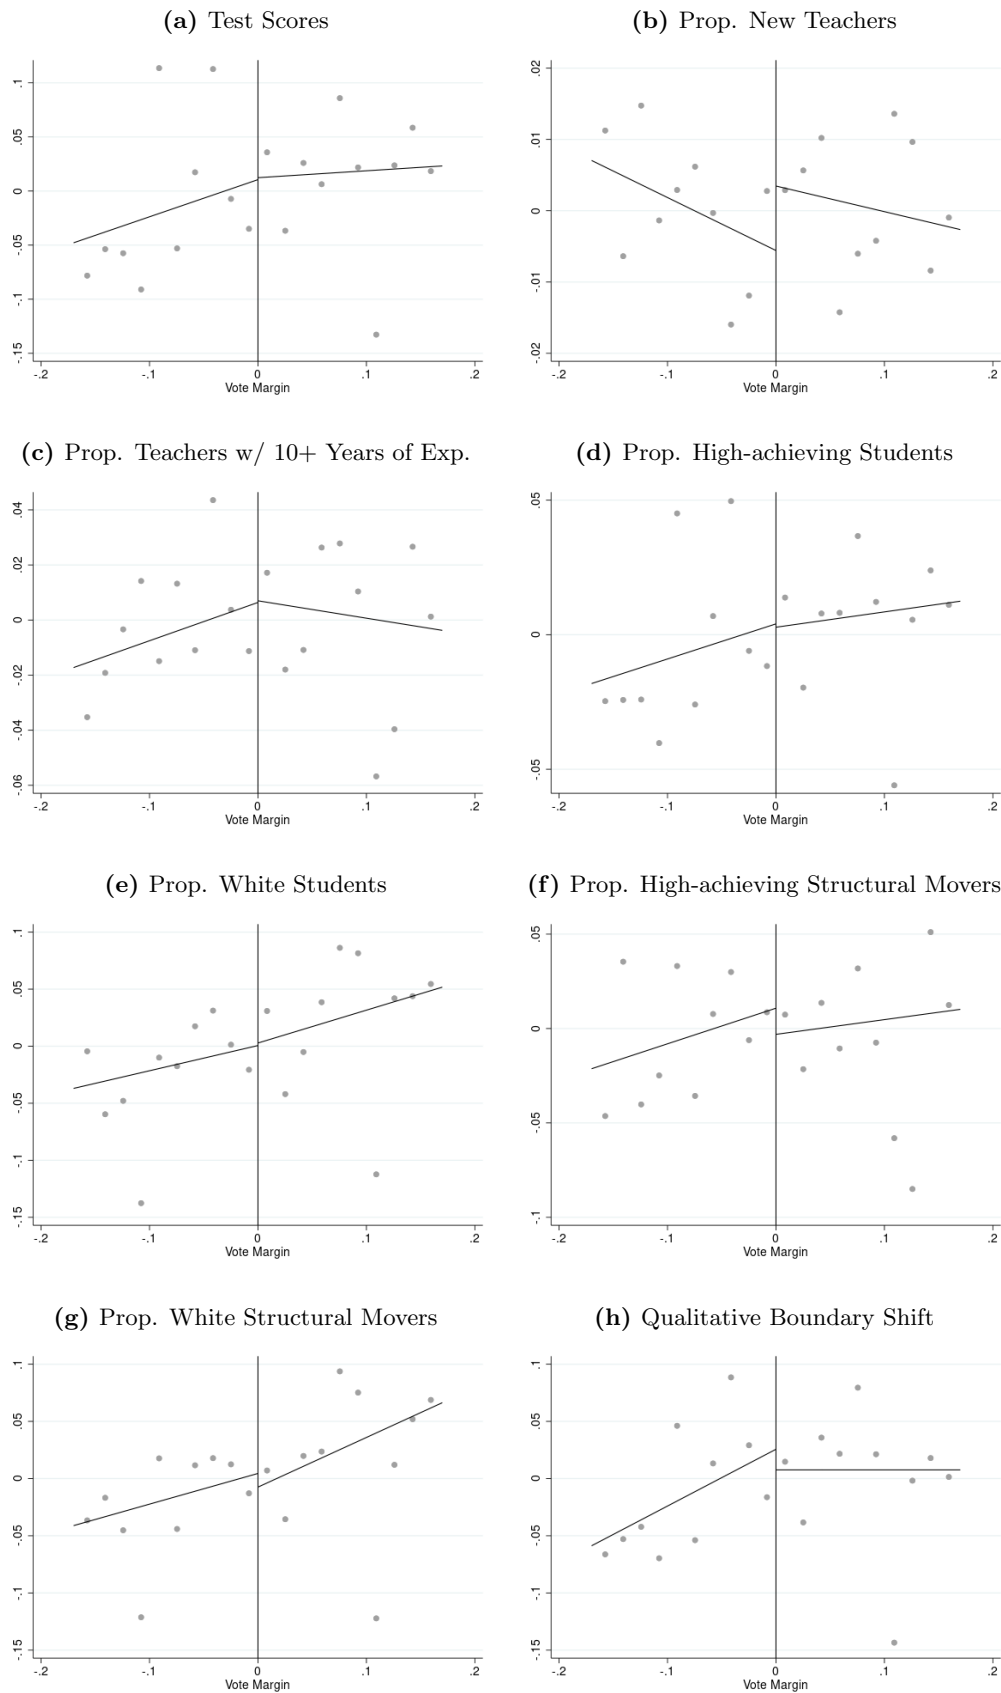 (a) Test Scores
.1
.05
0
-.05
-.1
-.15
-.2 -.1 0 .1 .2
Vote Margin
(b) Prop. New Teachers
.02
.01
0
-.01
-.02
-.2 -.1 0 .1 .2
Vote Margin
(c) Prop. Teachers w/ 10+ Years of Exp.
.04
.02
0
-.02
-.04
-.06
-.2 -.1 0 .1 .2
Vote Margin
(d) Prop. High-achieving Students
.05
0
-.05
-.2 -.1 0 .1 .2
Vote Margin
(e) Prop. White Students
.1
.05
0
-.05
-.1
-.15
-.2 -.1 0 .1 .2
Vote Margin
(f) Prop. High-achieving Structural Movers
.05
0
-.05
-.1
-.2 -.1 0 .1 .2
Vote Margin
(g) Prop. White Structural Movers
.1
.05
0
-.05
-.1
-.15
-.2 -.1 0 .1 .2
Vote Margin
(h) Qualitative Boundary Shift
.1
.05
0
-.05
-.1
-.15
-.2 -.1 0 .1 .2
Vote Margin